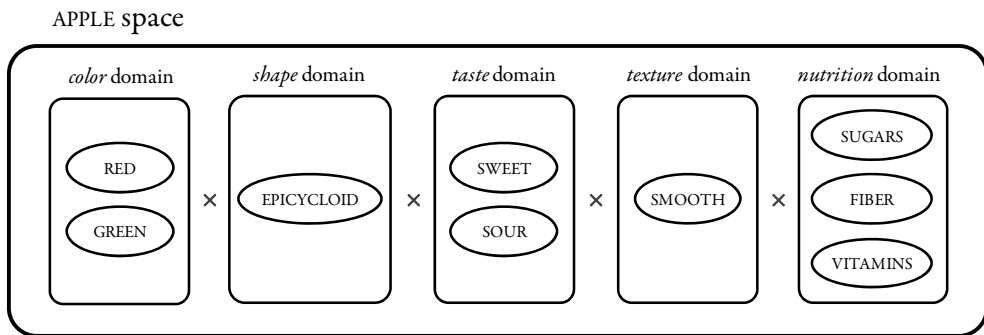 APPLE space
color domain
shape domain
taste domain
texture domain
nutrition domain
RED
GREEN
×
EPICYCLOID
×
SWEET
SOUR
×
SMOOTH
×
SUGARS
FIBER
VITAMINS